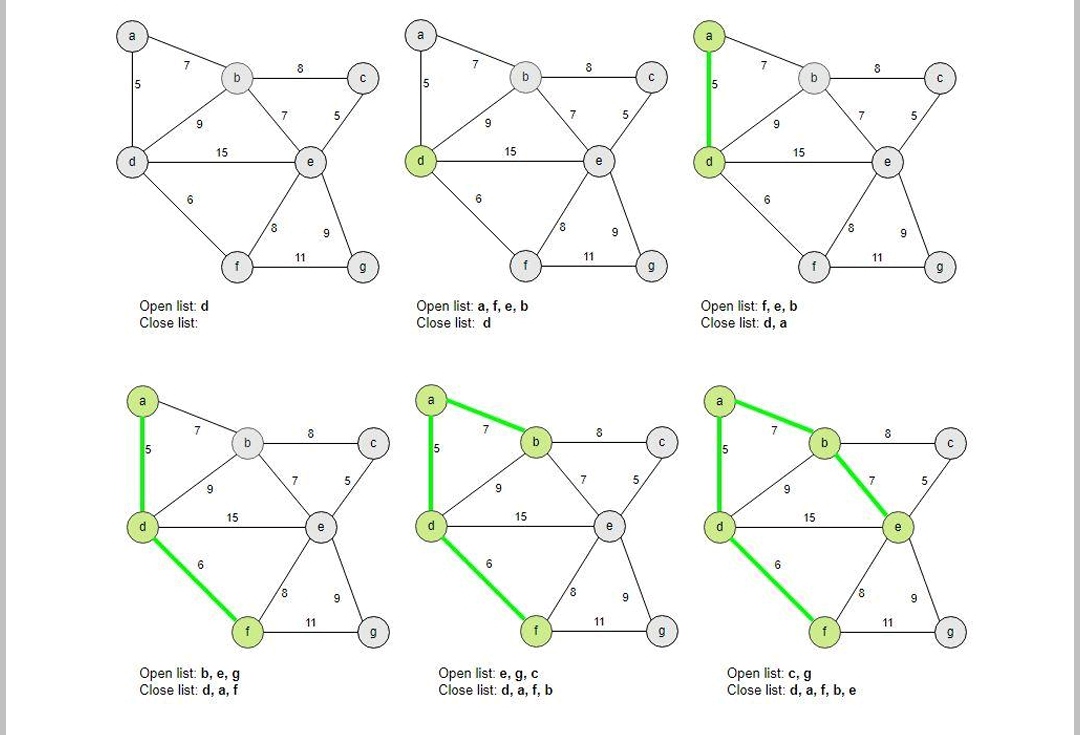 a
7
8
b
c
5
7
5
9
15
d
e
6
8
9
11
f
g
Open list: d
Close list:
a
7
8
b
c
5
7
5
9
15
d
e
6
8
9
11
f
g
Open list: a, f, e, b
Close list: d
a
7
8
b
c
5
7
5
9
15
d
e
6
8
9
11
f
g
Open list: f, e, b
Close list: d, a
a
7
8
b
c
5
7
5
9
15
d
e
6
8
9
11
f
g
Open list: b, e, g
Close list: d, a, f
a
7
8
b
c
5
7
5
9
15
d
e
6
8
9
11
f
g
Open list: e, g, c
Close list: d, a, f, b
a
7
8
b
c
5
7
5
9
15
d
e
6
8
9
11
f
g
Open list: c, g
Close list: d, a, f, b, e